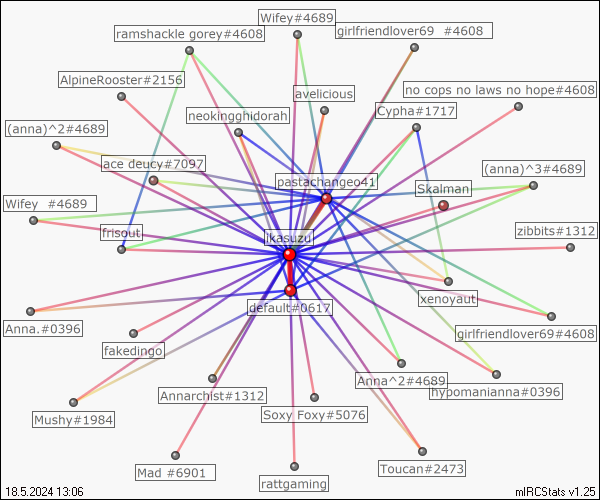 Wifey#4689
ramshackle gorey#4608
girlfriendlover69 #4608
AlpineRooster#2156
avelicious
no cops no laws no hope#4608
neokingghidorah
Cypha#1717
(anna)^2#4689
ace deucy#7097
(anna)^3#4689
pastachangeo41
Skalman
Wifey #4689
frisout
ikasuzu
zibbits#1312
xenoyaut
default#0617
Anna.#0396
girlfriendlover69#4608
fakedingo
Anna^2#4689
hypomanianna#0396
Annarchist#1312
Mushy#1984
Soxy Foxy#5076
Mad #6901
Toucan#2473
rattgaming
18.5.2024 13:06
mIRCStats v1.25